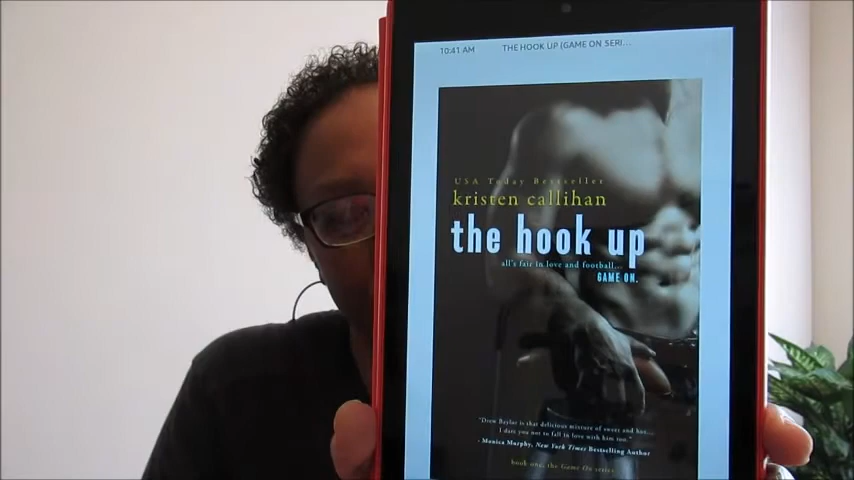 10:41 AM THE HOOK UP (GAME ON SERI...
USA Today Bestseller
kristen callihan
the hook up
all's fair in love and football...
GAME ON.
"Drew Baylor is that delicious mixture of sweet and hot...
I dare you not to fall in love with him too."
- Monica Murphy, New York Times Bestselling Author
book one, the Game On series